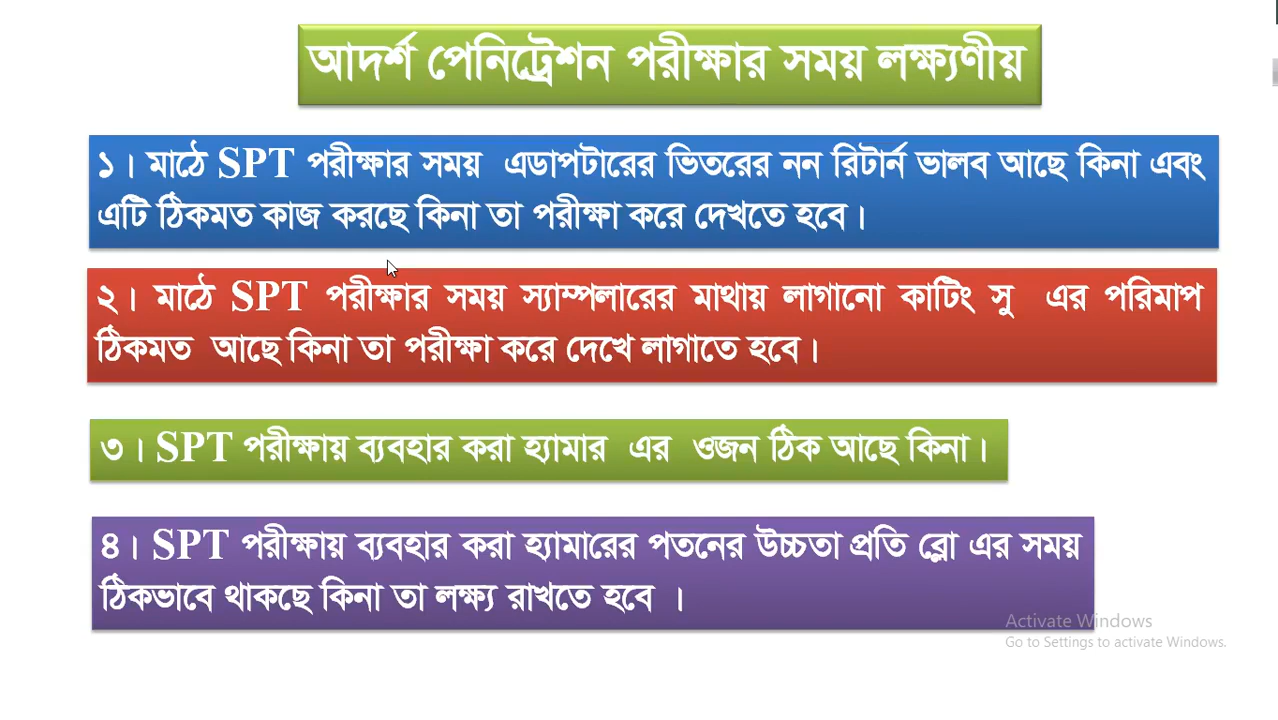 আদর্শ পেনিট্রেশন পরীক্ষার সময় লক্ষ্যণীয়
১। মাঠে SPT পরীক্ষার সময় এডাপটারের ভিতরের নন রিটার্ন ভালব আছে কিনা এবং
এটি ঠিকমত কাজ করছে কিনা তা পরীক্ষা করে দেখতে হবে।
২। মাঠে SPT পরীক্ষার সময় স্যাম্পলারের মাথায় লাগানো কাটিং সু এর পরিমাপ
ঠিকমত আছে কিনা তা পরীক্ষা করে দেখে লাগাতে হবে।
৩। SPT পরীক্ষায় ব্যবহার করা হ্যামার এর ওজন ঠিক আছে কিনা।
৪। SPT পরীক্ষায় ব্যবহার করা হ্যামারের পতনের উচ্চতা প্রতি ব্লো এর সময়
ঠিকভাবে থাকছে কিনা তা লক্ষ্য রাখতে হবে ।
Activate Windows
Go to Settings to activate Windows.